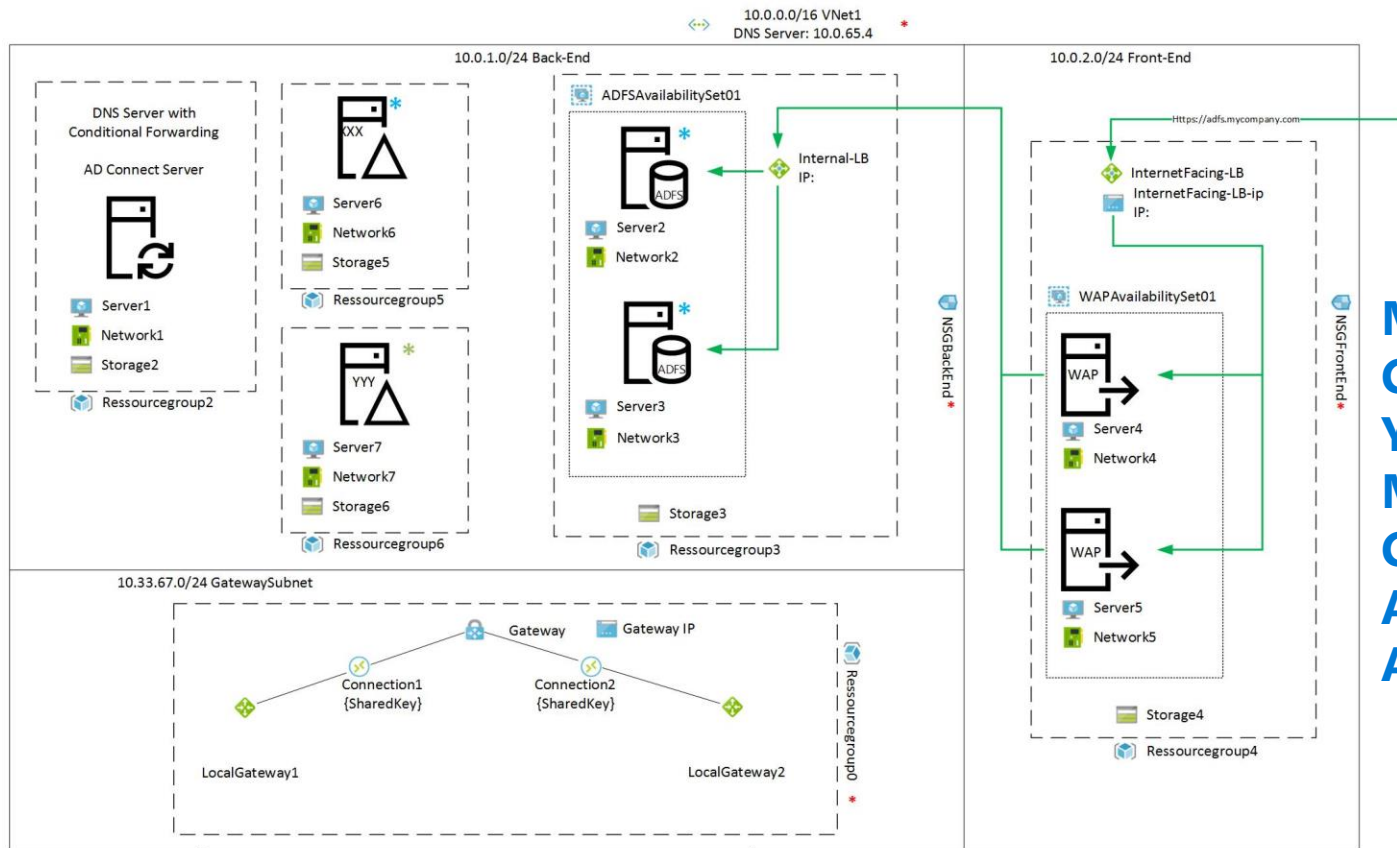 10.0.0.0/16 VNet1
DNS Server: 10.0.65.4 *
10.0.1.0/24 Back-End
DNS Server with
Conditional Forwarding
AD Connect Server
Server1
Network1
Storage2
Ressourcegroup2
XXX *
Server6
Network6
Storage5
Ressourcegroup5
YYY *
Server7
Network7
Storage6
Ressourcegroup6
ADFSAvailabilitySet01
*
ADFS
Server2
Network2
*
ADFS
Server3
Network3
Internal-LB
IP:
Storage3
Ressourcegroup3
NSGBackEnd *
10.0.2.0/24 Front-End
Https://adfs.mycompany.com
InternetFacing-LB
InternetFacing-LB-ip
IP:
WAPAvailabilitySet01
WAP
Server4
Network4
WAP
Server5
Network5
Storage4
Ressourcegroup4
NSGFrontEnd *
10.33.67.0/24 GatewaySubnet
Gateway
Gateway IP
Connection1
{SharedKey}
Connection2
{SharedKey}
LocalGateway1
LocalGateway2
Ressourcegroup0 *